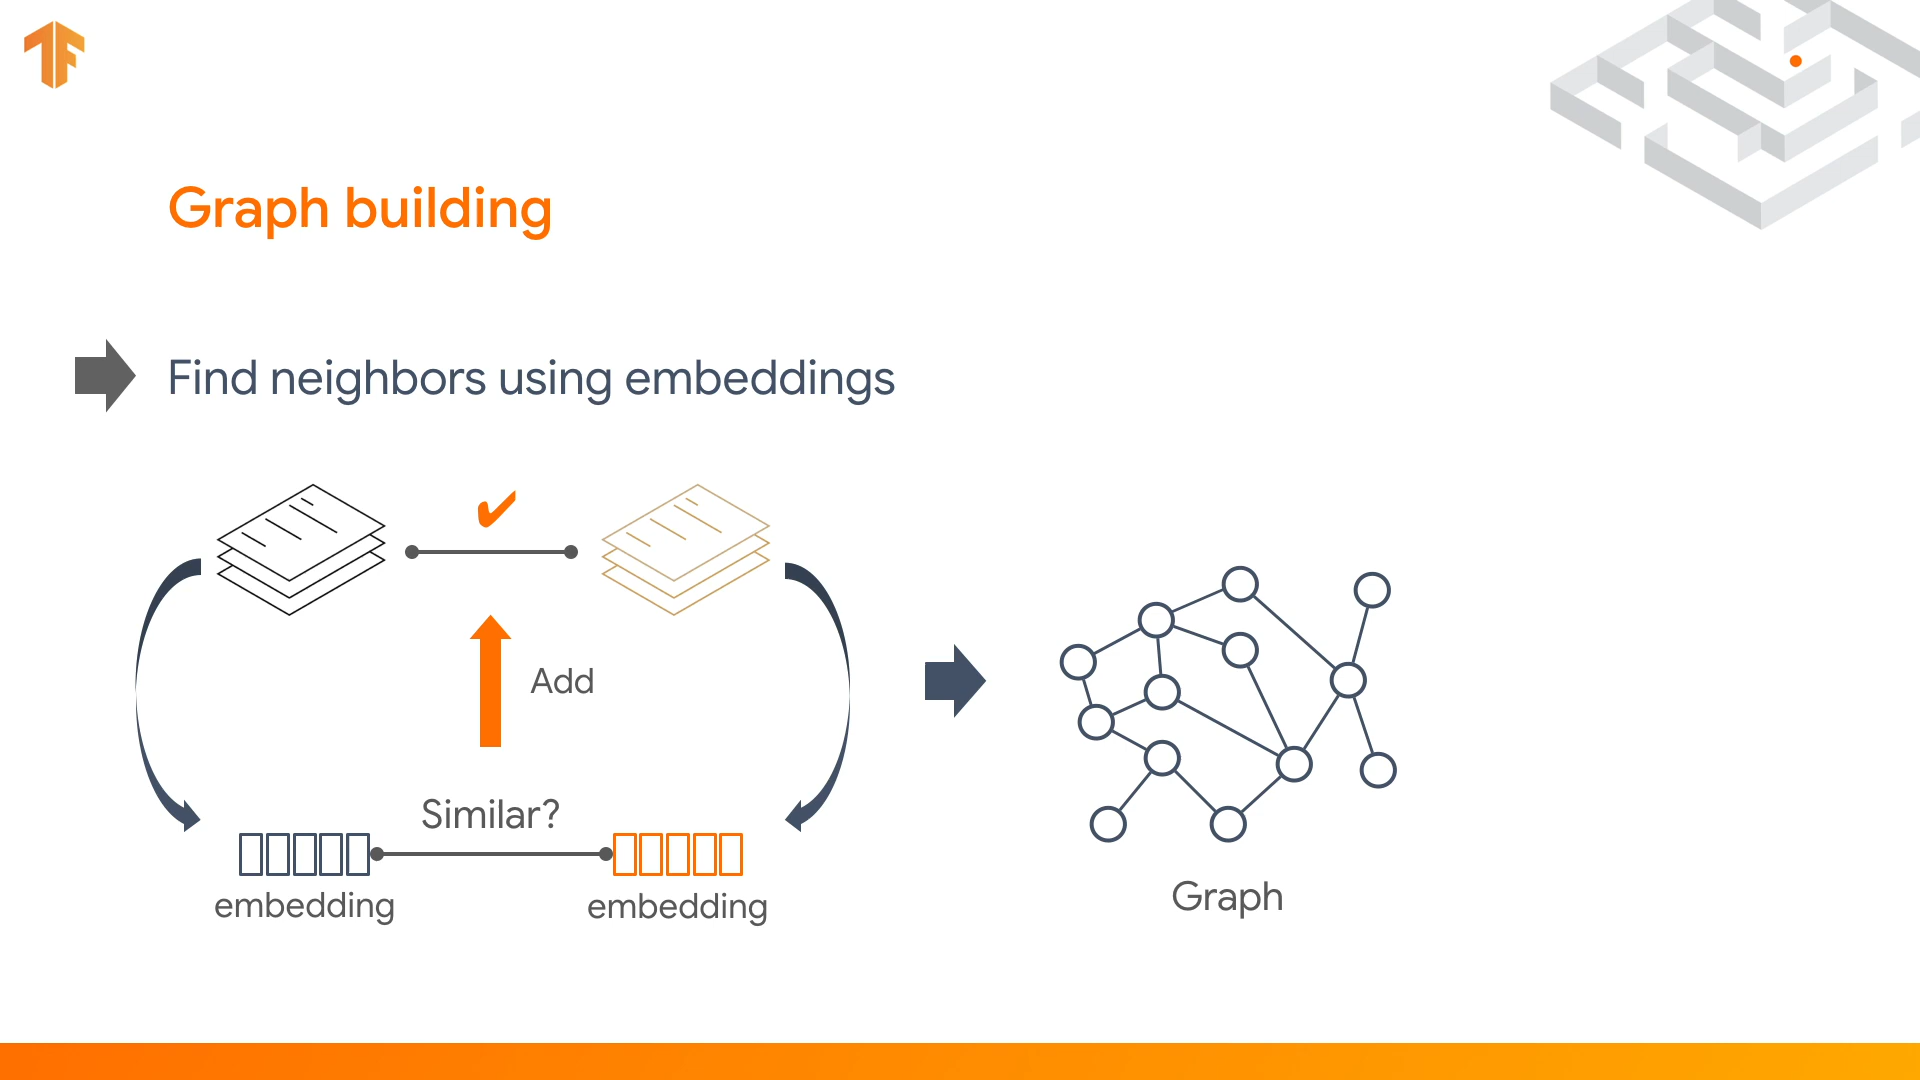 Graph building
Find neighbors using embeddings
Add
Similar?
embedding
embedding
Graph